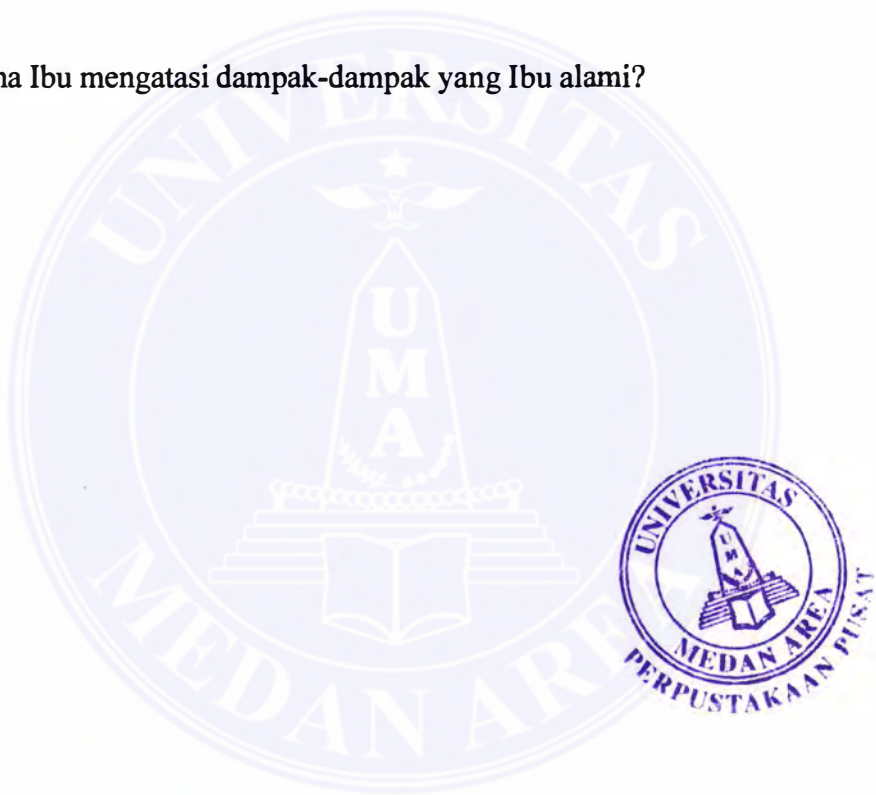 na Ibu mengatasi dampak-dampak yang Ibu alami?
UNIVERSITAS
UMA
MEDAN AREA
UNIVERSITAS
UMA
MEDAN AREA
PERPUSTAKAAN PUSAT